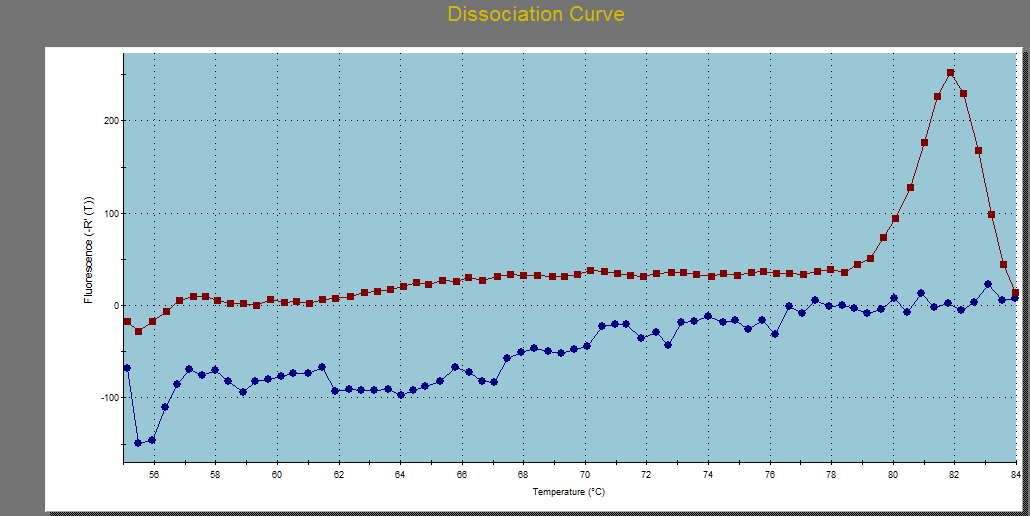 Dissociation Curve
Fluorescence (-R' (T))
200
100
0
-100
56 58 60 62 64 66 68 70 72 74 76 78 80 82 84
Temperature (°C)